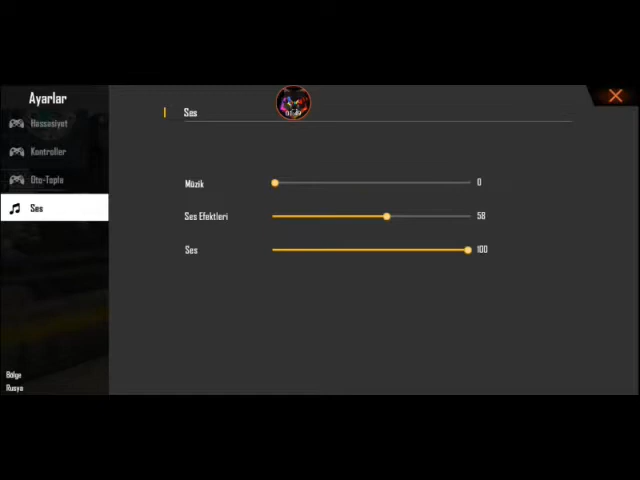 Ayarlar
Hassasiyet
Kontroller
Oto-Topla
Ses
Bölge
Rusya
Ses
Müzik 0
Ses Efektleri 58
Ses 100